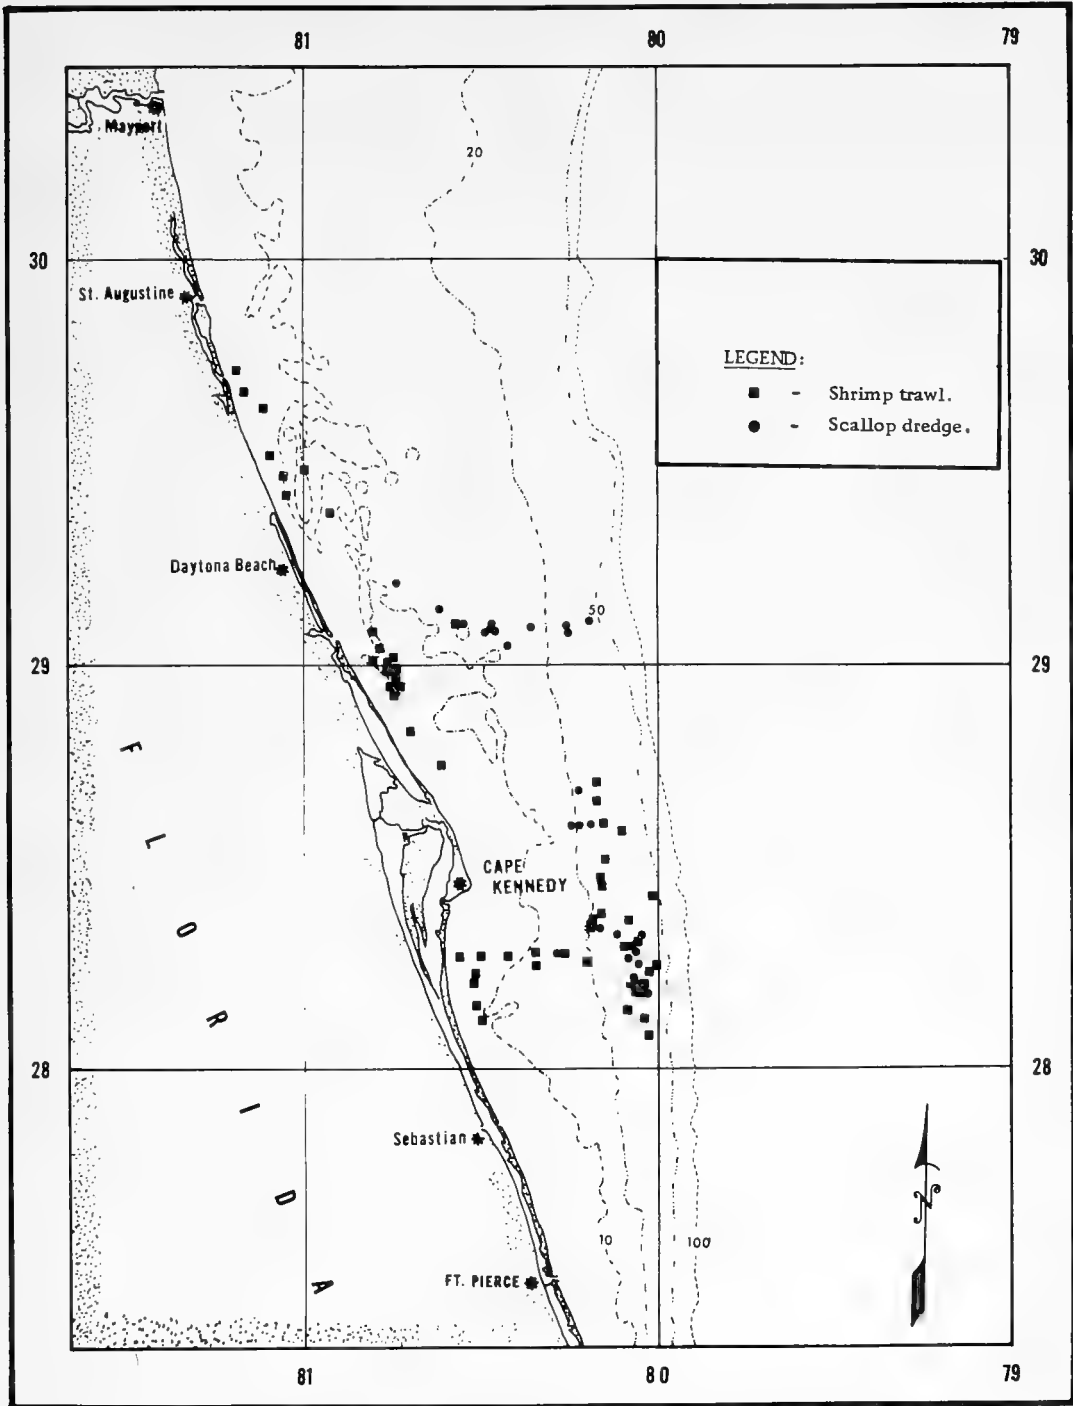 81 80 79
Mayport
20
30 30
St. Augustine
LEGEND:
■ - Shrimp trawl.
● - Scallop dredge.
Daytona Beach
50
29 29
FLORIDA
CAPE
KENNEDY
28 28
Sebastian
N
10 100
FT. PIERCE
81 80 79